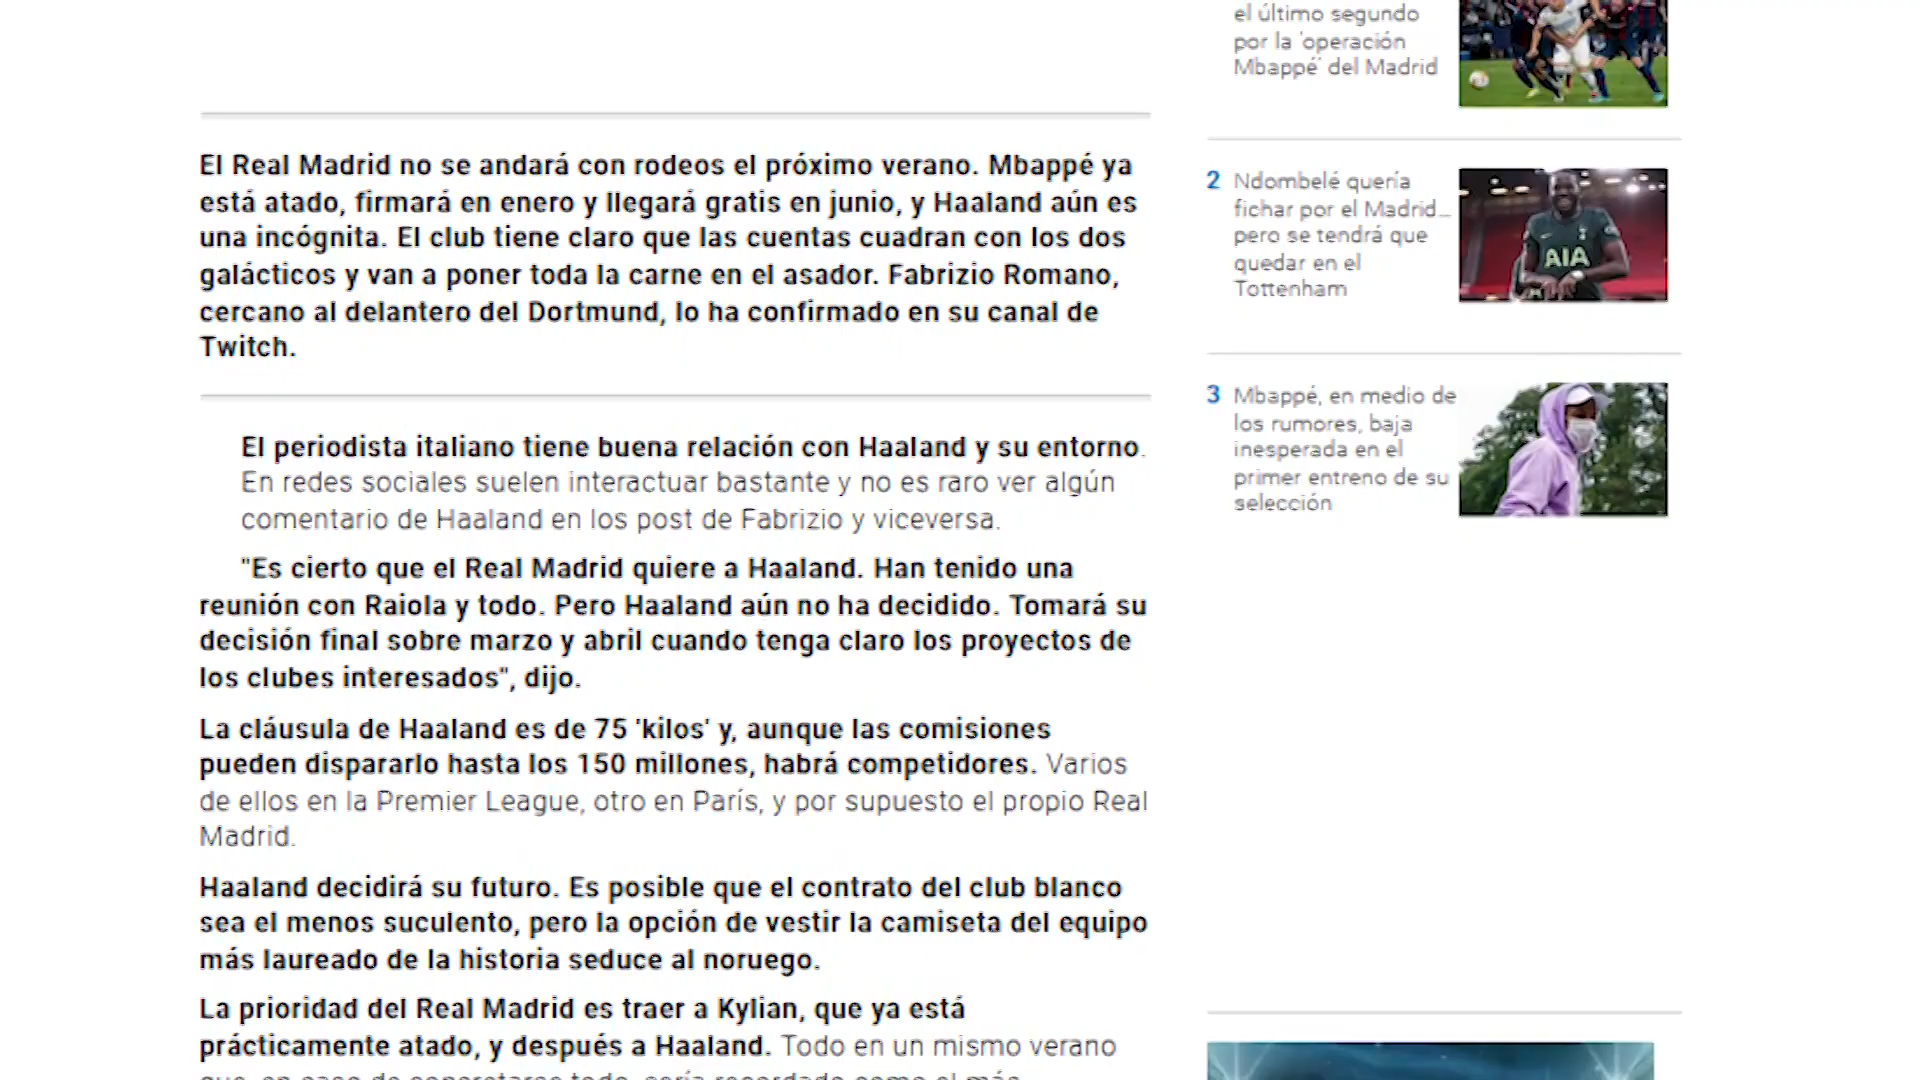 El Real Madrid no se andará con rodeos el próximo verano. Mbappé ya
está atado, firmará en enero y llegará gratis en junio, y Haaland aún es
una incógnita. El club tiene claro que las cuentas cuadran con los dos
galácticos y van a poner toda la carne en el asador. Fabrizio Romano,
cercano al delantero del Dortmund, lo ha confirmado en su canal de
Twitch.
El periodista italiano tiene buena relación con Haaland y su entorno.
En redes sociales suelen interactuar bastante y no es raro ver algún
comentario de Haaland en los post de Fabrizio y viceversa.
"Es cierto que el Real Madrid quiere a Haaland. Han tenido una
reunión con Raiola y todo. Pero Haaland aún no ha decidido. Tomará su
decisión final sobre marzo y abril cuando tenga claro los proyectos de
los clubes interesados", dijo.
La cláusula de Haaland es de 75 'kilos' y, aunque las comisiones
pueden dispararlo hasta los 150 millones, habrá competidores. Varios
de ellos en la Premier League, otro en París, y por supuesto el propio Real
Madrid.
Haaland decidirá su futuro. Es posible que el contrato del club blanco
sea el menos suculento, pero la opción de vestir la camiseta del equipo
más laureado de la historia seduce al noruego.
La prioridad del Real Madrid es traer a Kylian, que ya está
prácticamente atado, y después a Haaland. Todo en un mismo verano
el último segundo
por la 'operación
Mbappé' del Madrid
2 Ndombelé quería
fichar por el Madrid...
pero se tendrá que
quedar en el
Tottenham
AIA
3 Mbappé, en medio de
los rumores, baja
inesperada en el
primer entreno de su
selección